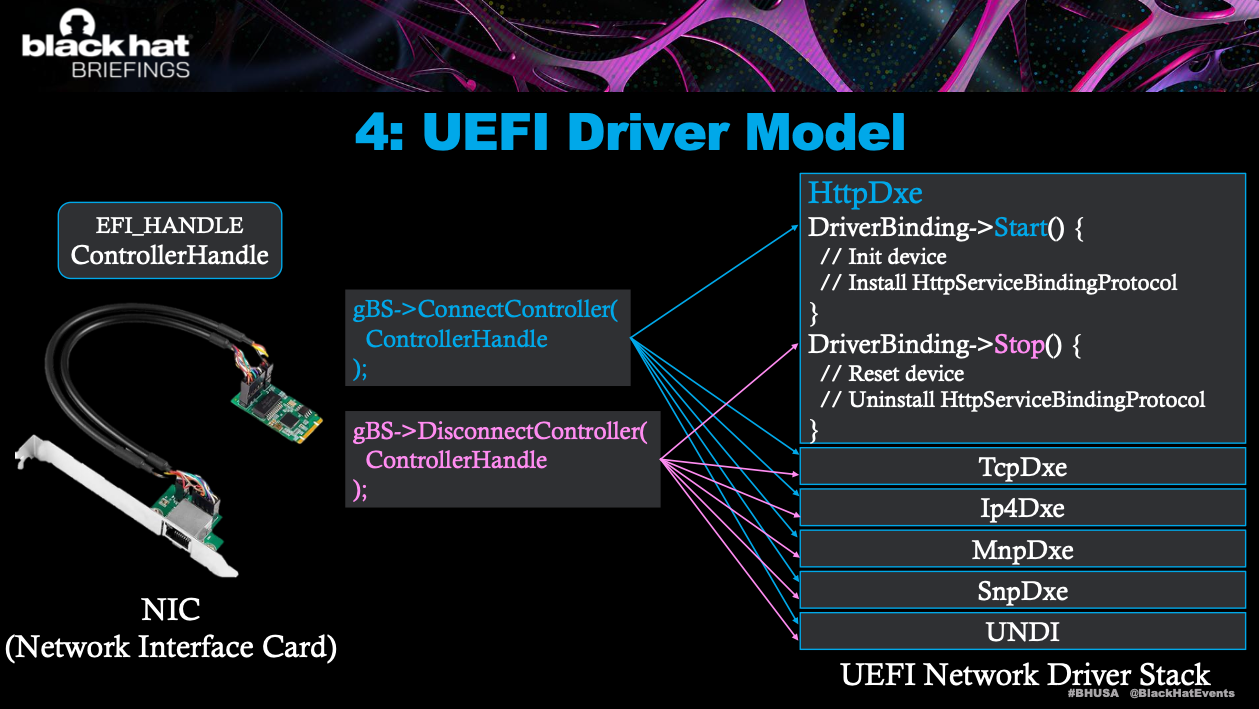 black hat
BRIEFINGS
4: UEFI Driver Model
EFI_HANDLE
ControllerHandle
NIC
(Network Interface Card)
gBS->ConnectController(
ControllerHandle
);
gBS->DisconnectController(
ControllerHandle
);
HttpDxe
DriverBinding->Start() {
// Init device
// Install HttpServiceBindingProtocol
}
DriverBinding->Stop() {
// Reset device
// Uninstall HttpServiceBindingProtocol
}
TcpDxe
Ip4Dxe
MnpDxe
SnpDxe
UNDI
UEFI Network Driver Stack
#BHUSA @BlackHatEvents